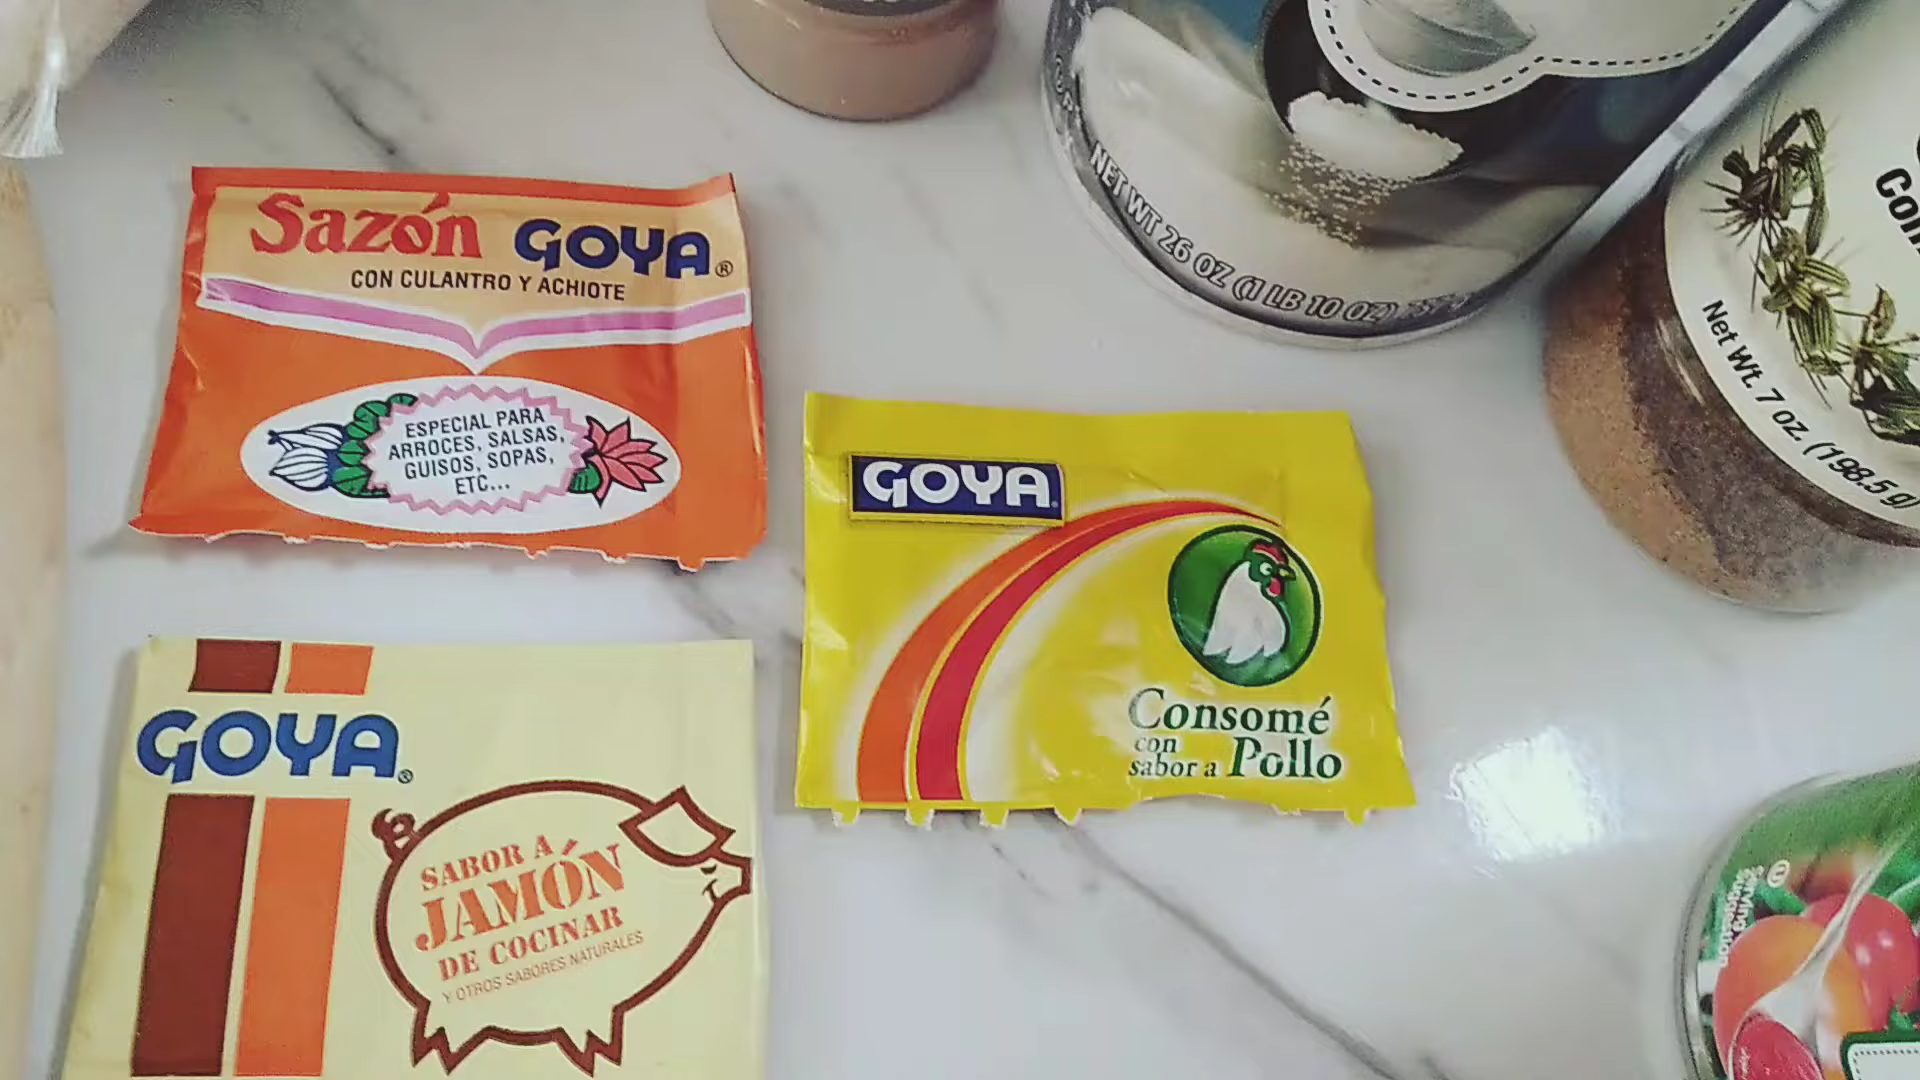 Sazón GOYA®
CON CULANTRO Y ACHIOTE
ESPECIAL PARA
ARROCES, SALSAS,
GUISOS, SOPAS,
ETC...
GOYA®
SABOR A
JAMÓN
DE COCINAR
Y OTROS SABORES NATURALES
GOYA
Consomé
con
sabor a Pollo
NET WT 26 OZ (1 LB 10 OZ)
Net Wt. 7 oz. (198.5 g)